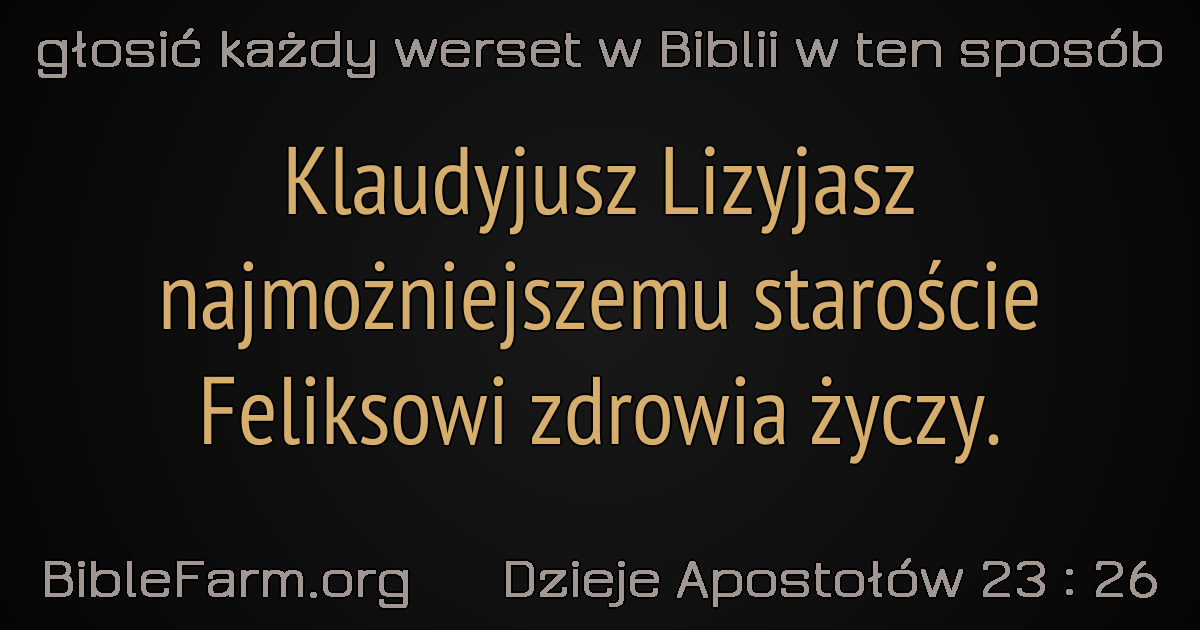 głosić każdy werset w Biblii w ten sposób
Klaudyjusz Lizyjasz
najmożniejszemu staroście
Feliksowi zdrowia życzy.
BibleFarm.org Dzieje Apostołów 23 : 26